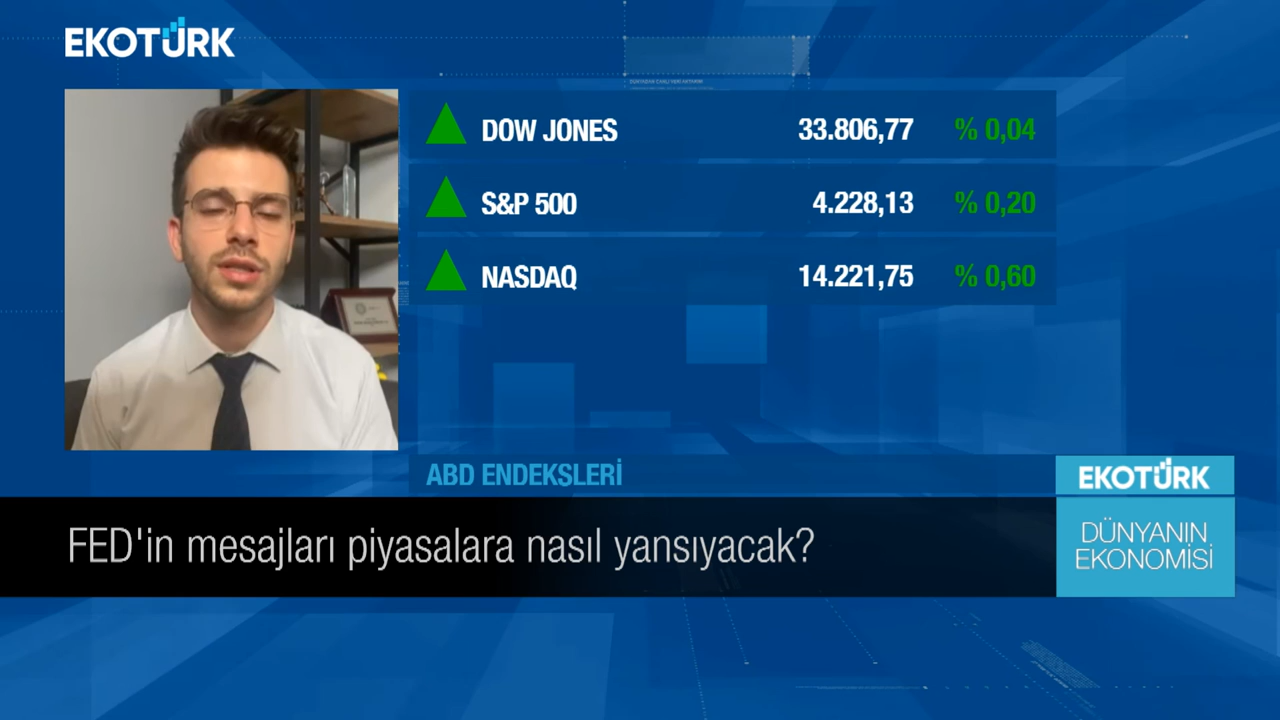 EKOTÜRK
DOW JONES 33.806,77 % 0,04
S&P 500 4.228,13 % 0,20
NASDAQ 14.221,75 % 0,60
ABD ENDEKSLERİ
EKOTÜRK
FED'in mesajları piyasalara nasıl yansıyacak?
DÜNYANIN
EKONOMİSİ